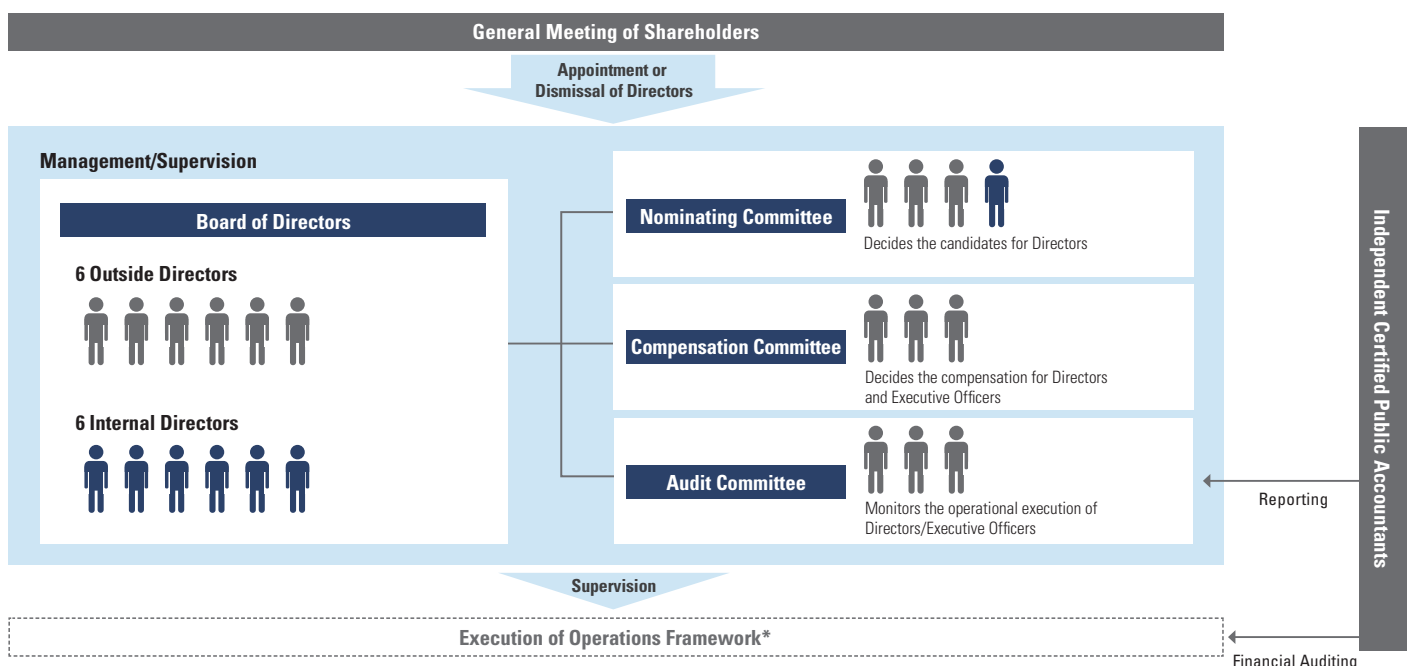 General Meeting of Shareholders
Appointment or
Dismissal of Directors
Management/Supervision
Board of Directors
6 Outside Directors
6 Internal Directors
Nominating Committee
Decides the candidates for Directors
Compensation Committee
Decides the compensation for Directors
and Executive Officers
Audit Committee
Monitors the operational execution of
Directors/Executive Officers
Independent Certified Public Accountants
Reporting
Supervision
Execution of Operations Framework*
Financial Auditing